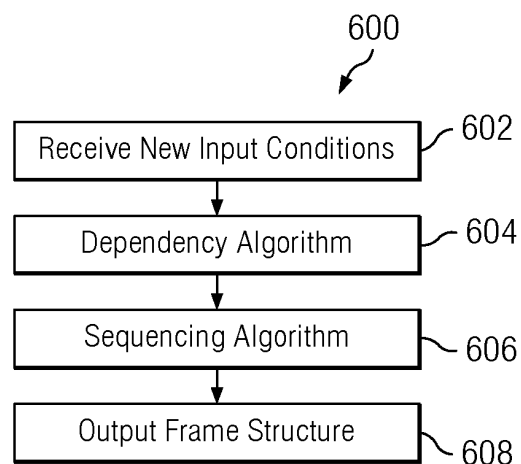 600
Receive New Input Conditions
602
Dependency Algorithm
604
Sequencing Algorithm
606
Output Frame Structure
608